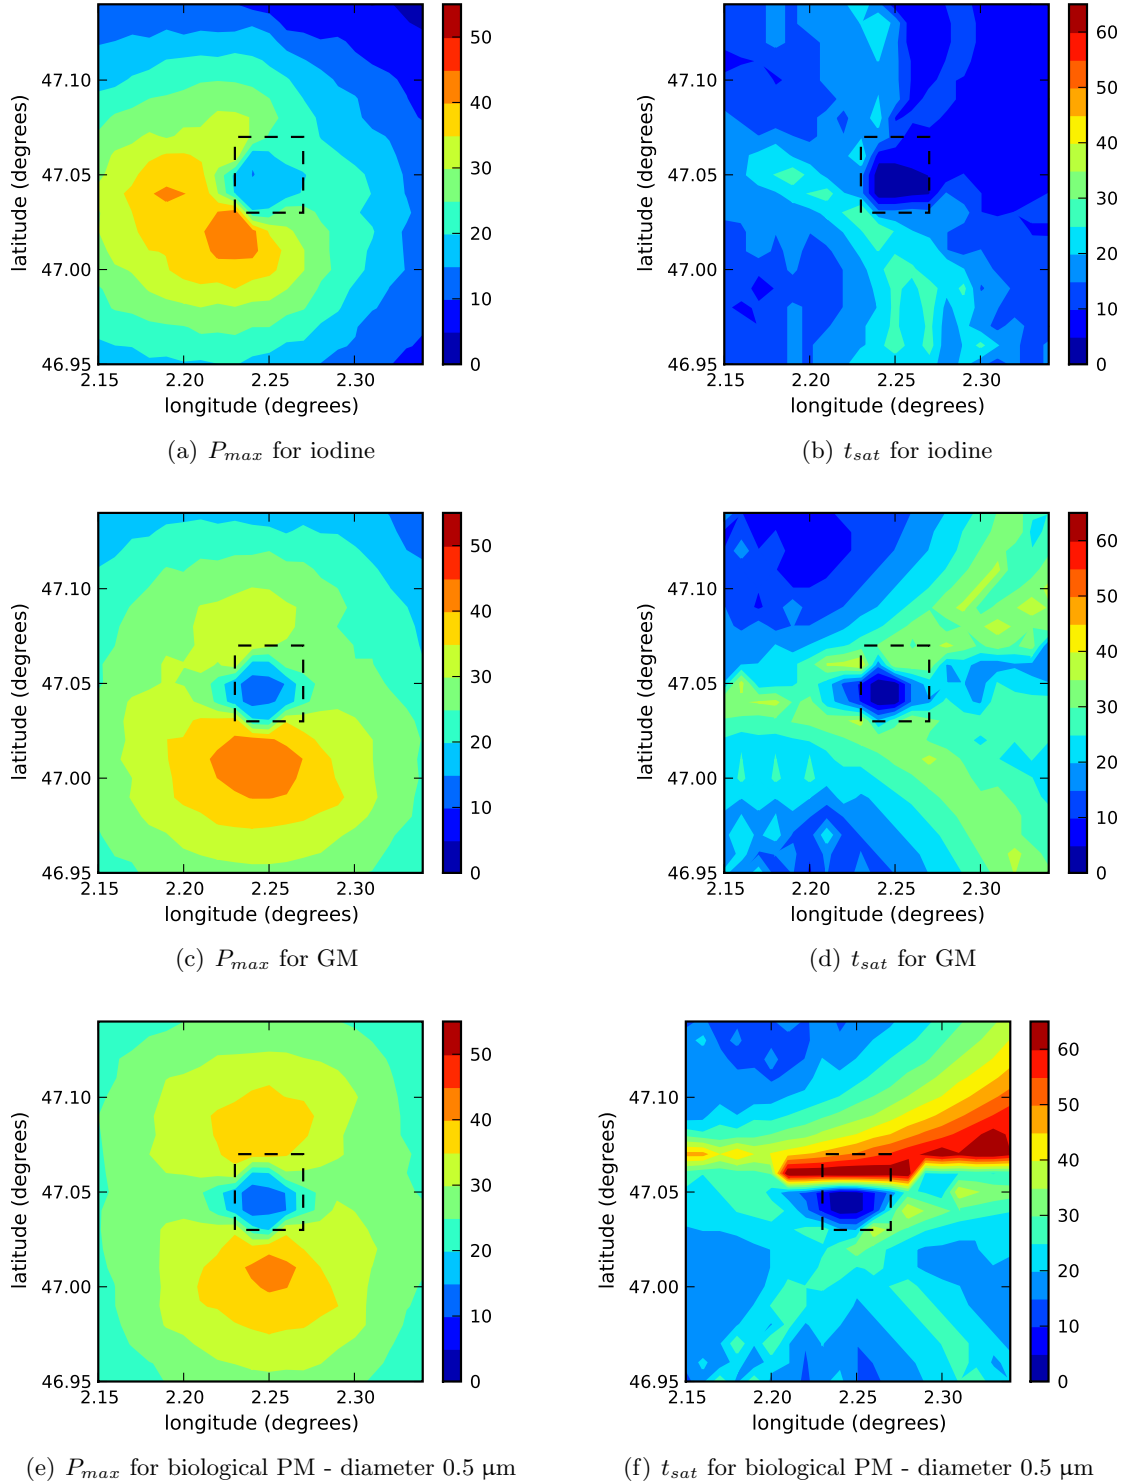 47.10
47.05
47.00
46.95
2.15 2.20 2.25 2.30
latitude (degrees)
longitude (degrees)
50
40
30
20
10
0
(a) Pmax for iodine
47.10
47.05
47.00
46.95
2.15 2.20 2.25 2.30
latitude (degrees)
longitude (degrees)
60
50
40
30
20
10
0
(b) tsat for iodine
47.10
47.05
47.00
46.95
2.15 2.20 2.25 2.30
latitude (degrees)
longitude (degrees)
50
40
30
20
10
0
(c) Pmax for GM
47.10
47.05
47.00
46.95
2.15 2.20 2.25 2.30
latitude (degrees)
longitude (degrees)
60
50
40
30
20
10
0
(d) tsat for GM
47.10
47.05
47.00
46.95
2.15 2.20 2.25 2.30
latitude (degrees)
longitude (degrees)
50
40
30
20
10
0
(e) Pmax for biological PM - diameter 0.5 µm
47.10
47.05
47.00
46.95
2.15 2.20 2.25 2.30
latitude (degrees)
longitude (degrees)
60
50
40
30
20
10
0
(f) tsat for biological PM - diameter 0.5 µm